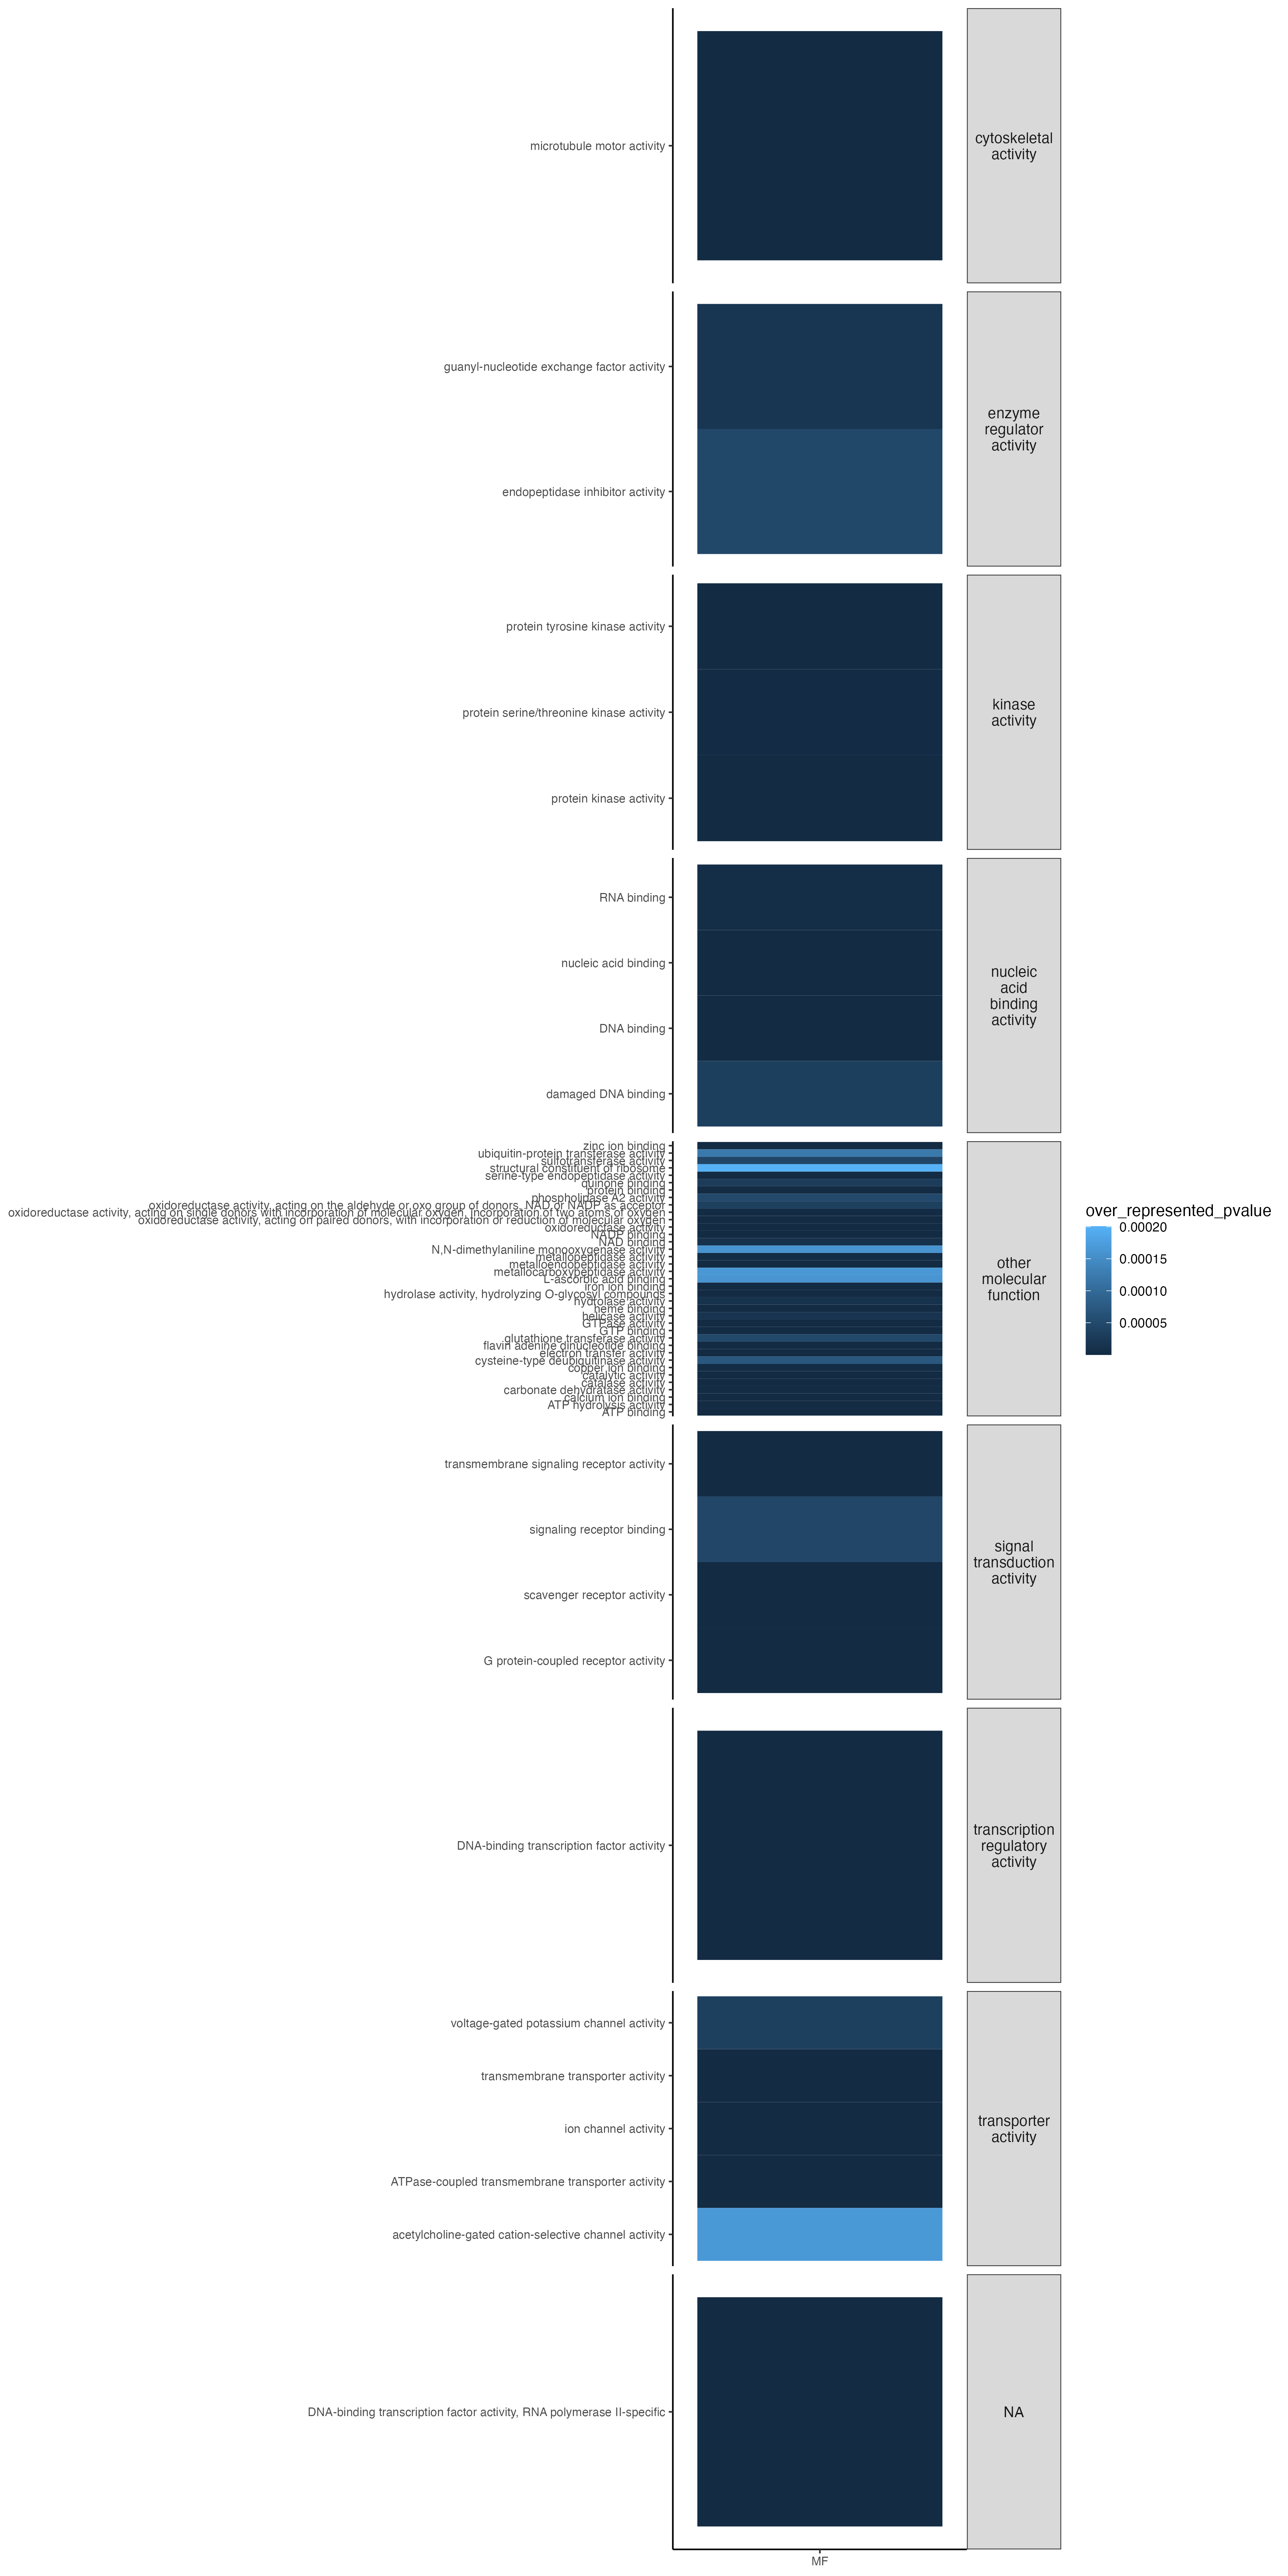 microtubule motor activity
cytoskeletal
activity
guanyl-nucleotide exchange factor activity
endopeptidase inhibitor activity
enzyme
regulator
activity
protein tyrosine kinase activity
protein serine/threonine kinase activity
protein kinase activity
kinase
activity
RNA binding
nucleic acid binding
DNA binding
damaged DNA binding
nucleic
acid
binding
activity
zinc ion binding
ubiquitin-protein transferase activity
sulfotransferase activity
structural constituent of ribosome
serine-type endopeptidase activity
quinone binding
protein binding
phospholipase A2 activity
oxidoreductase activity, acting on the aldehyde or oxo group of donors, NAD or NADP as acceptor
oxidoreductase activity, acting on single donors with incorporation of molecular oxygen, incorporation of two atoms of oxygen
oxidoreductase activity, acting on paired donors, with incorporation or reduction of molecular oxygen
oxidoreductase activity
NADP binding
NAD binding
N,N-dimethylaniline monooxygenase activity
metallopeptidase activity
metalloendopeptidase activity
metallocarboxypeptidase activity
L-ascorbic acid binding
iron ion binding
hydrolase activity, hydrolyzing O-glycosyl compounds
hydrolase activity
heme binding
helicase activity
GTPase activity
GTP binding
glutathione transferase activity
flavin adenine dinucleotide binding
electron transfer activity
cysteine-type deubiquitinase activity
copper ion binding
catalytic activity
catalase activity
carbonate dehydratase activity
calcium ion binding
ATP hydrolysis activity
ATP binding
other
molecular
function
over_represented_pvalue
0.00020
0.00015
0.00010
0.00005
transmembrane signaling receptor activity
signaling receptor binding
scavenger receptor activity
G protein-coupled receptor activity
signal
transduction
activity
DNA-binding transcription factor activity
transcription
regulatory
activity
voltage-gated potassium channel activity
transmembrane transporter activity
ion channel activity
ATPase-coupled transmembrane transporter activity
acetylcholine-gated cation-selective channel activity
transporter
activity
DNA-binding transcription factor activity, RNA polymerase II-specific
NA
MF